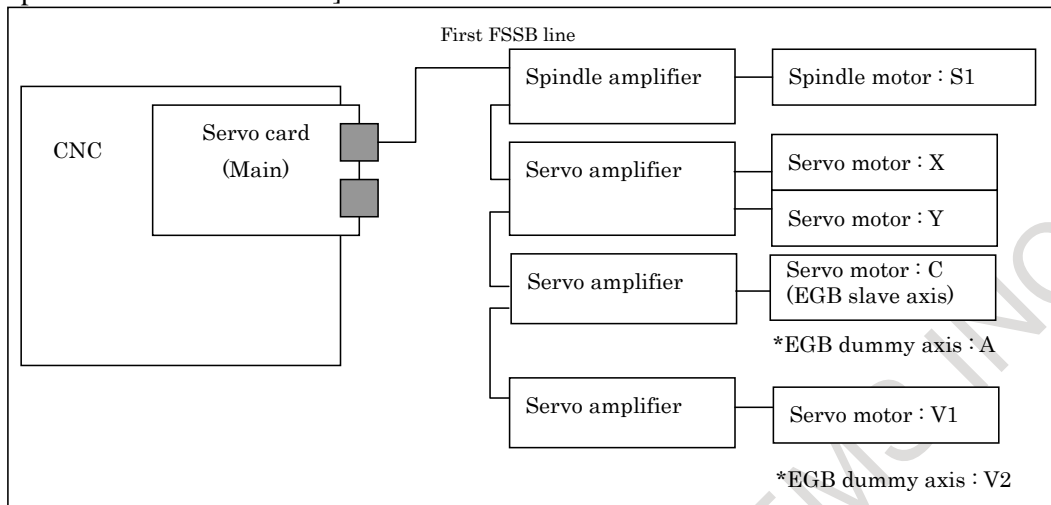 First FSSB line
Spindle amplifier
Spindle motor : S1
CNC
Servo card
(Main)
Servo amplifier
Servo motor : X
Servo motor : Y
Servo amplifier
Servo motor : C
(EGB slave axis)
*EGB dummy axis : A
Servo amplifier
Servo motor : V1
*EGB dummy axis : V2